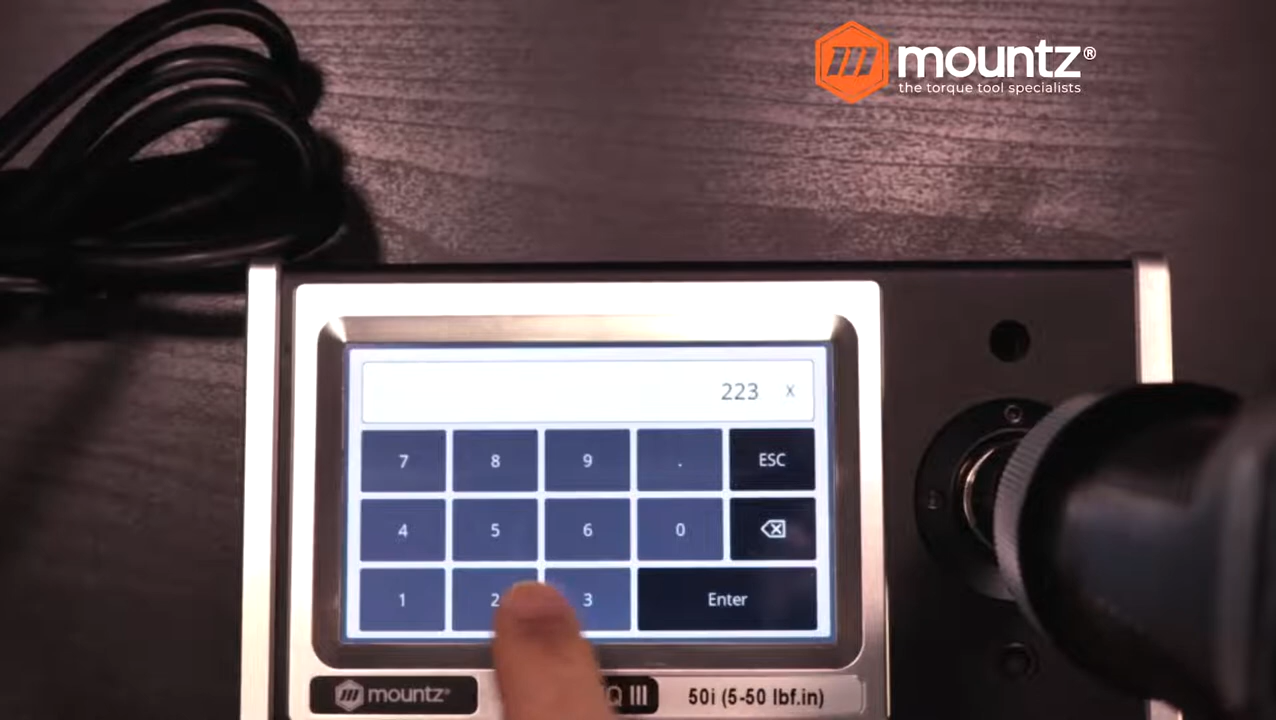 mountz®
the torque tool specialists
223 X
7 8 9 . ESC
4 5 6 0
1 2 3 Enter
mountz® Q III 50i (5-50 lbf.in)